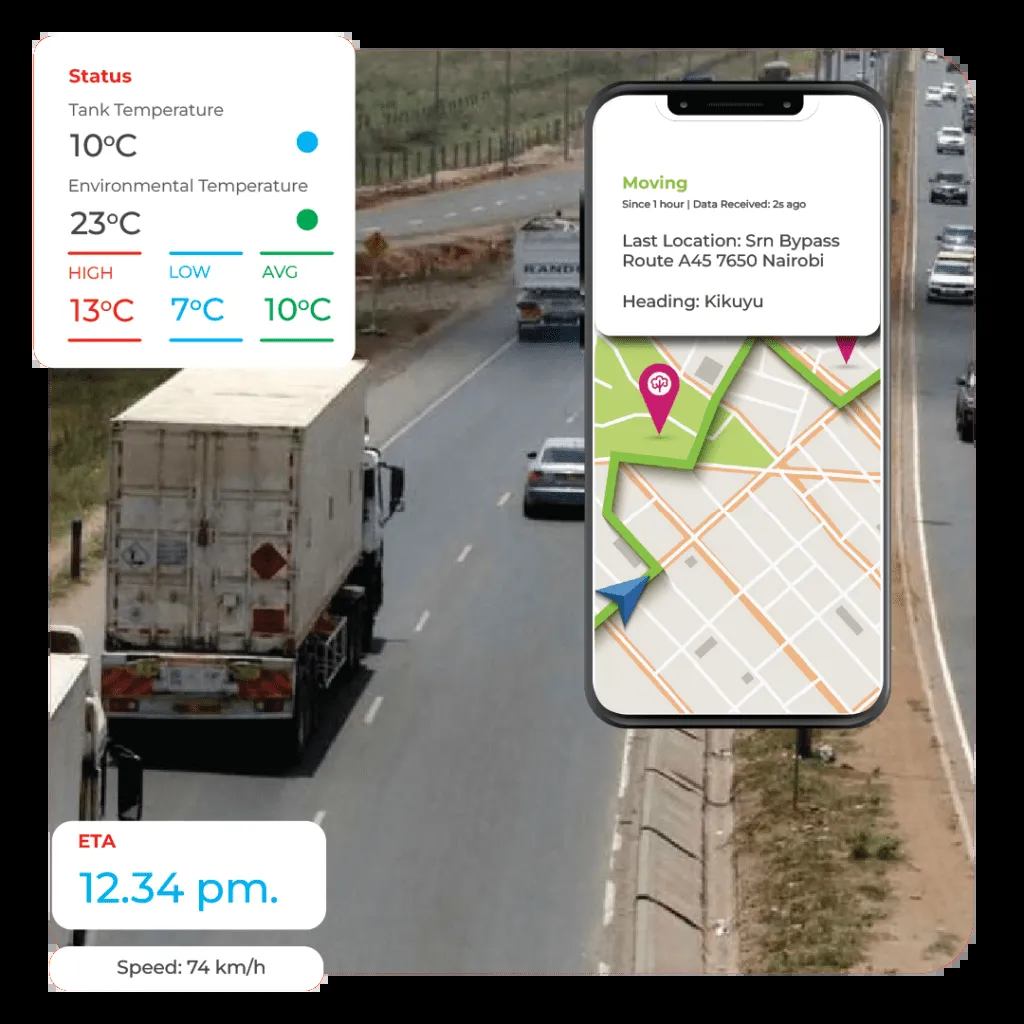 Status
Tank Temperature
10°C
Environmental Temperature
23°C
HIGH LOW AVG
13°C 7°C 10°C
Moving
Since 1 hour | Data Received: 2s ago
Last Location: Srn Bypass
Route A45 7650 Nairobi
Heading: Kikuyu
ETA
12.34 pm.
Speed: 74 km/h